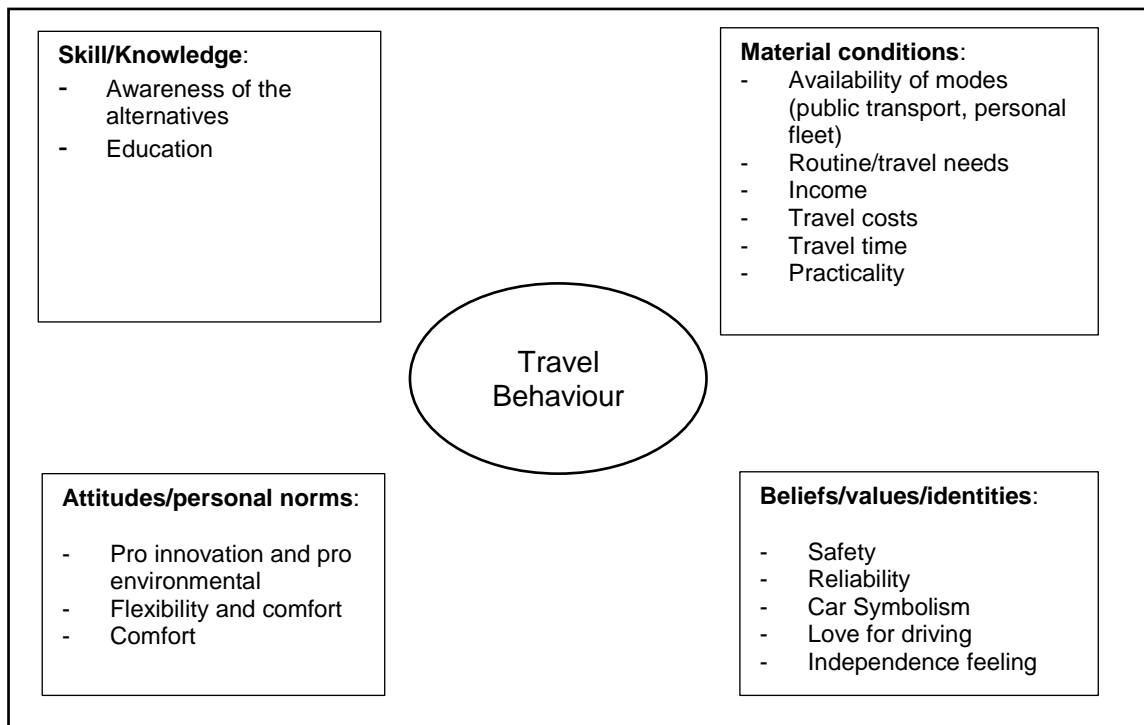 Skill/Knowledge:
- Awareness of the
alternatives
- Education
Material conditions:
- Availability of modes
(public transport, personal
fleet)
- Routine/travel needs
- Income
- Travel costs
- Travel time
- Practicality
Travel
Behaviour
Attitudes/personal norms:
- Pro innovation and pro
environmental
- Flexibility and comfort
- Comfort
Beliefs/values/identities:
- Safety
- Reliability
- Car Symbolism
- Love for driving
- Independence feeling